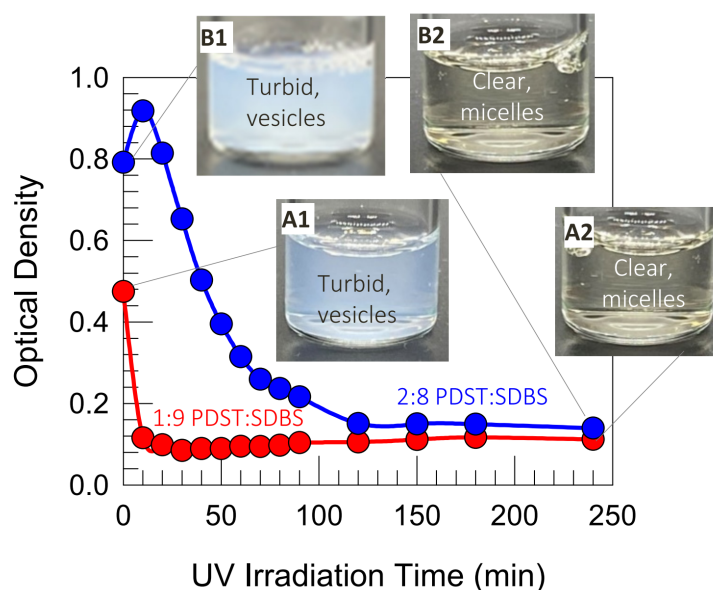 B1
Turbid,
vesicles
B2
Clear,
micelles
A1
Turbid,
vesicles
A2
Clear,
micelles
1.0
0.8
0.6
0.4
0.2
0.0
Optical Density
1:9 PDST:SDBS
2:8 PDST:SDBS
0 50 100 150 200 250
UV Irradiation Time (min)